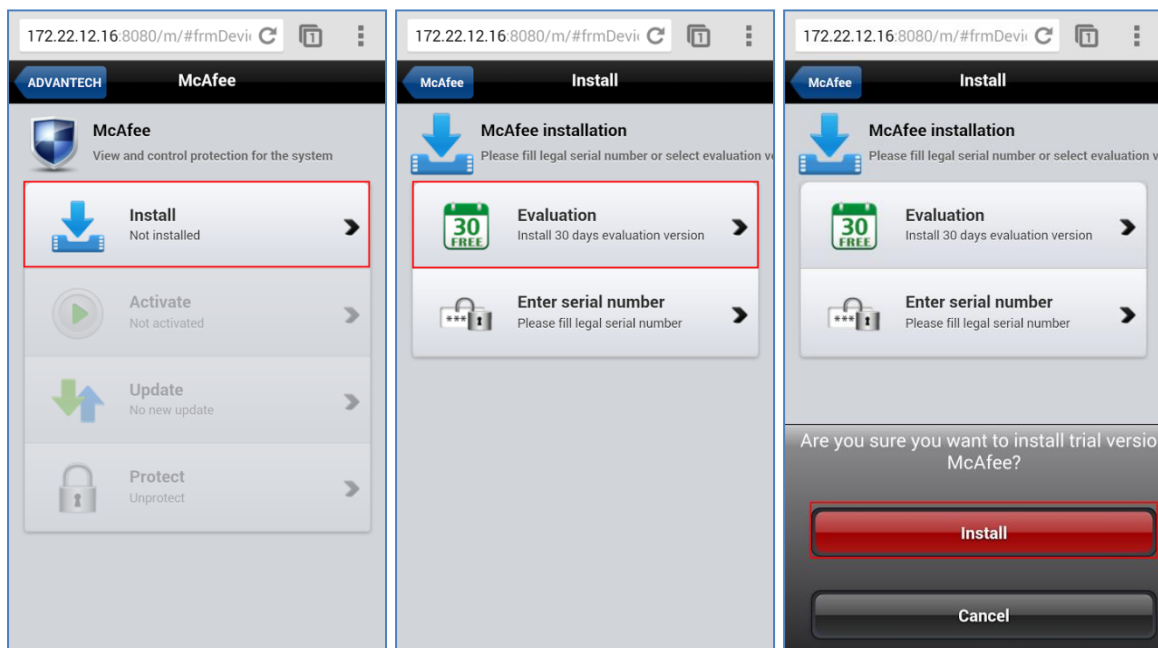 172.22.12.16:8080/m/#frmDevi
1
ADVANTECH
McAfee
McAfee
View and control protection for the system
Install
Not installed
Activate
Not activated
Update
No new update
Protect
Unprotect
172.22.12.16:8080/m/#frmDevi
1
McAfee
Install
McAfee installation
Please fill legal serial number or select evaluation v
30
FREE
Evaluation
Install 30 days evaluation version
***
Enter serial number
Please fill legal serial number
172.22.12.16:8080/m/#frmDevi
1
McAfee
Install
McAfee installation
Please fill legal serial number or select evaluation v
30
FREE
Evaluation
Install 30 days evaluation version
***
Enter serial number
Please fill legal serial number
Are you sure you want to install trial versio
McAfee?
Install
Cancel